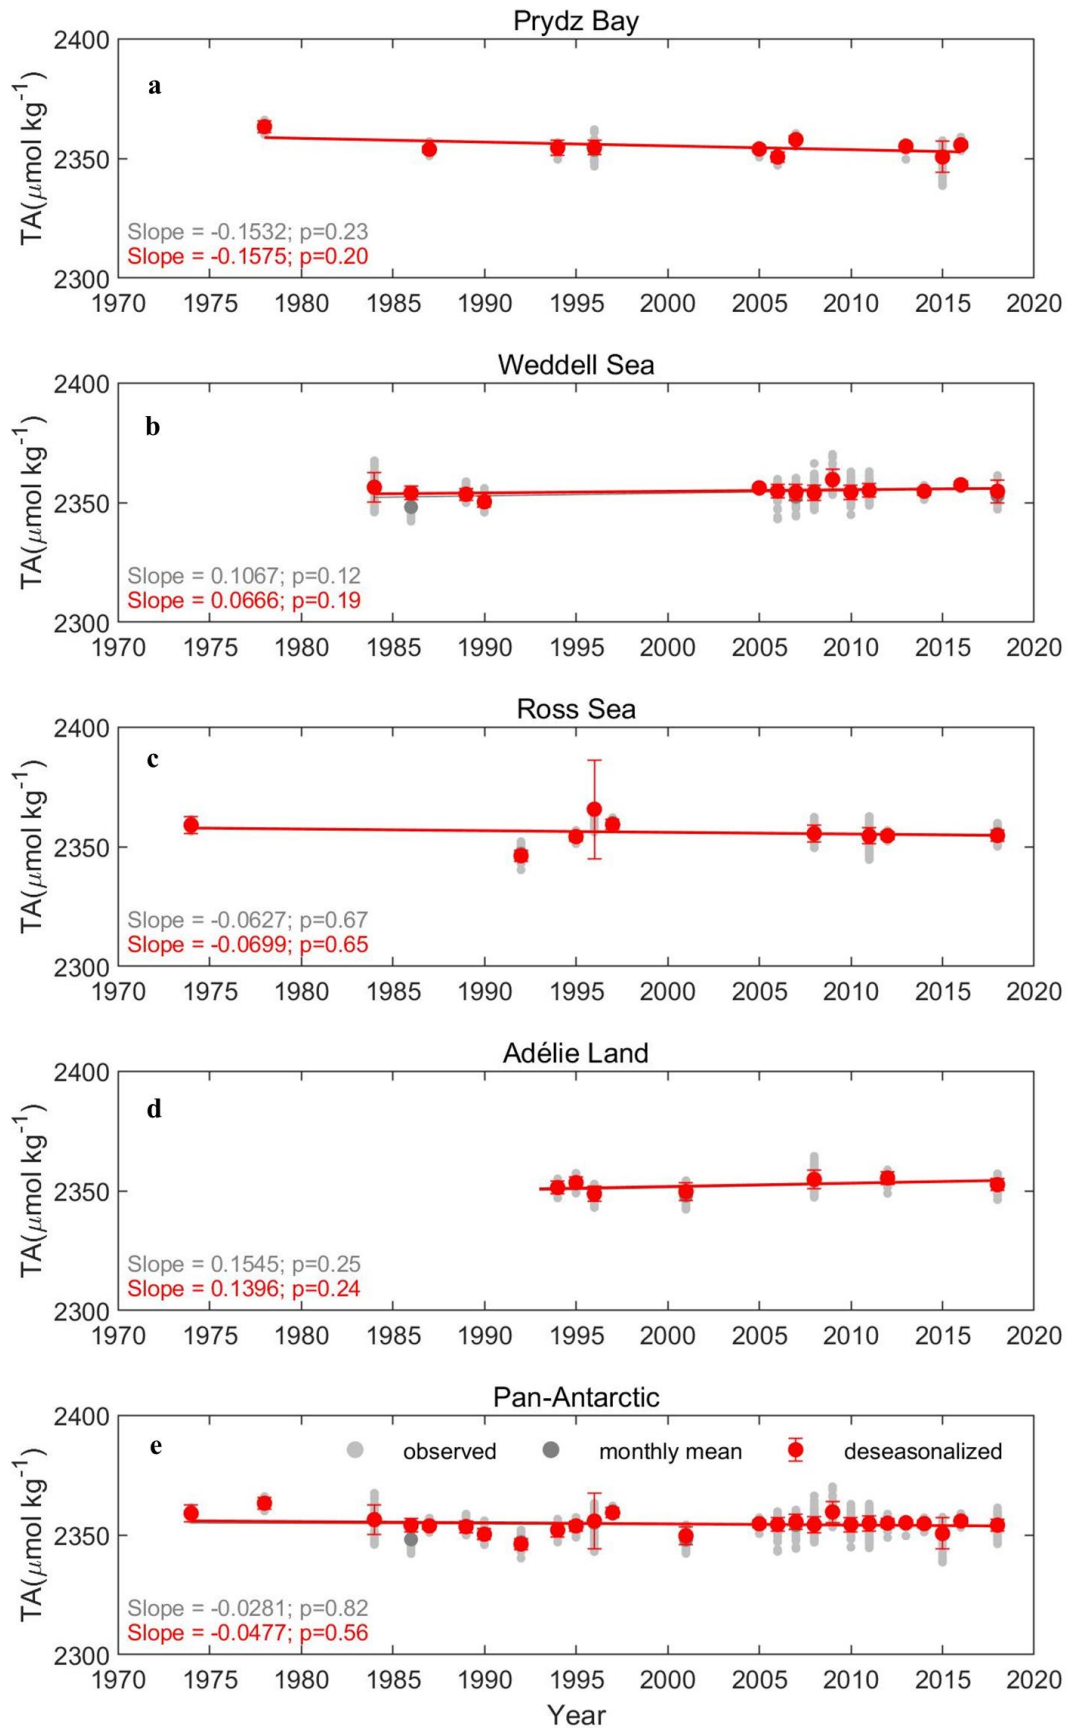 Prydz Bay
a
2400
2350
2300
TA(μmol kg⁻¹)
Slope = -0.1532; p=0.23
Slope = -0.1575; p=0.20
1970 1975 1980 1985 1990 1995 2000 2005 2010 2015 2020
Weddell Sea
b
2400
2350
2300
TA(μmol kg⁻¹)
Slope = 0.1067; p=0.12
Slope = 0.0666; p=0.19
1970 1975 1980 1985 1990 1995 2000 2005 2010 2015 2020
Ross Sea
c
2400
2350
2300
TA(μmol kg⁻¹)
Slope = -0.0627; p=0.67
Slope = -0.0699; p=0.65
1970 1975 1980 1985 1990 1995 2000 2005 2010 2015 2020
Adélie Land
d
2400
2350
2300
TA(μmol kg⁻¹)
Slope = 0.1545; p=0.25
Slope = 0.1396; p=0.24
1970 1975 1980 1985 1990 1995 2000 2005 2010 2015 2020
Pan-Antarctic
e
observed monthly mean deseasonalized
2400
2350
2300
TA(μmol kg⁻¹)
Slope = -0.0281; p=0.82
Slope = -0.0477; p=0.56
1970 1975 1980 1985 1990 1995 2000 2005 2010 2015 2020
Year